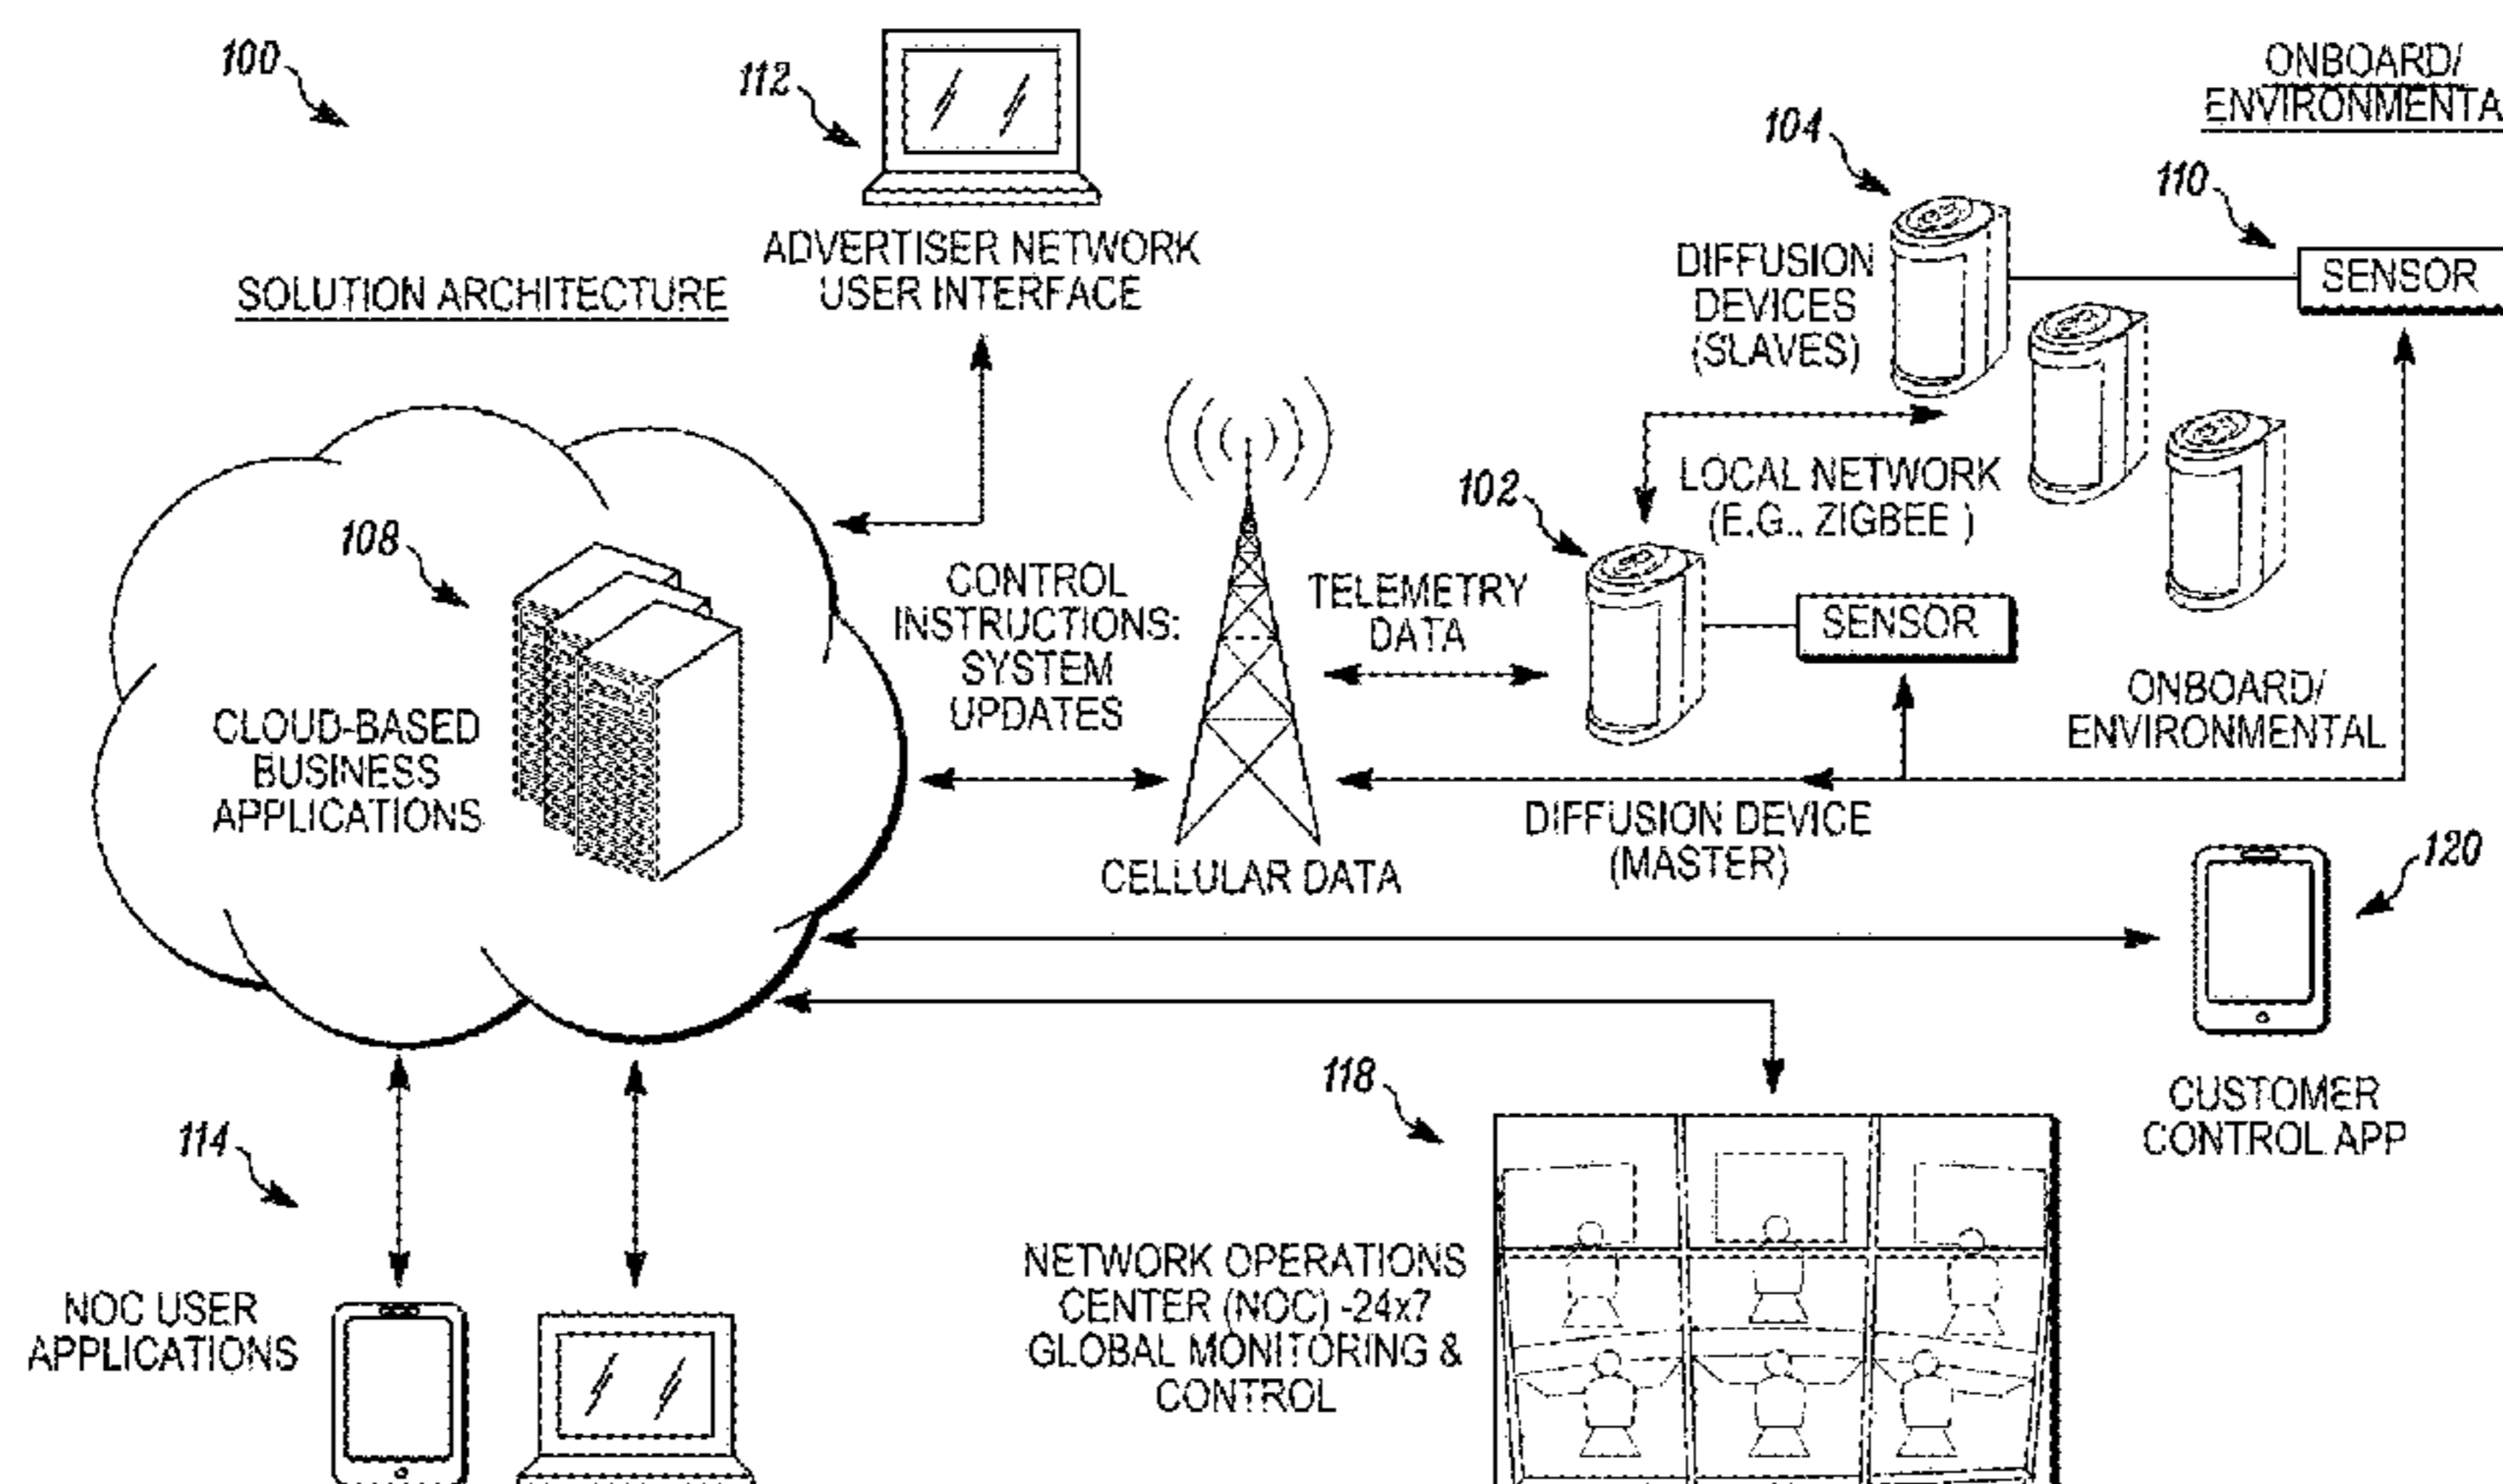 100
112
ADVERTISER NETWORK
USER INTERFACE
SOLUTION ARCHITECTURE
ONBOARD/
ENVIRONMENTA
104
110
DIFFUSION
DEVICES
(SLAVES)
SENSOR
LOCAL NETWORK
(E.G., ZIGBEE )
102
108
CLOUD-BASED
BUSINESS
APPLICATIONS
CONTROL
INSTRUCTIONS:
SYSTEM
UPDATES
TELEMETRY
DATA
SENSOR
ONBOARD/
ENVIRONMENTAL
CELLULAR DATA
DIFFUSION DEVICE
(MASTER)
120
CUSTOMER
CONTROL APP
118
114
NETWORK OPERATIONS
CENTER (NOC) -24x7
GLOBAL MONITORING &
CONTROL
NOC USER
APPLICATIONS